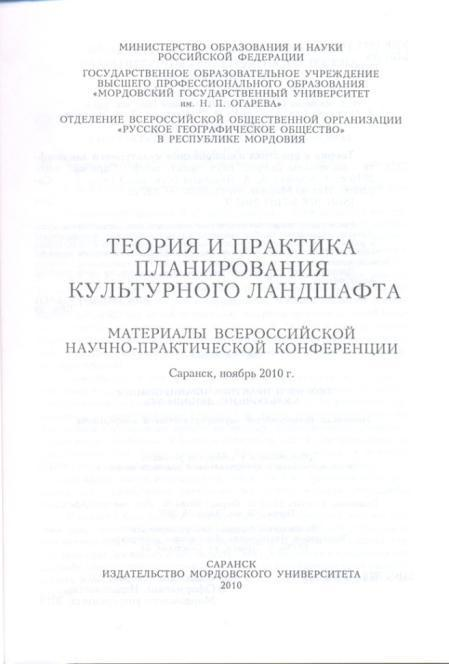 МИНИСТЕРСТВО ОБРАЗОВАНИЯ И НАУКИ
РОССИЙСКОЙ ФЕДЕРАЦИИ
ГОСУДАРСТВЕННОЕ ОБРАЗОВАТЕЛЬНОЕ УЧРЕЖДЕНИЕ
ВЫСШЕГО ПРОФЕССИОНАЛЬНОГО ОБРАЗОВАНИЯ
«МОРДОВСКИЙ ГОСУДАРСТВЕННЫЙ УНИВЕРСИТЕТ
им. Н. П. ОГАРЕВА»
ОТДЕЛЕНИЕ ВСЕРОССИЙСКОЙ ОБЩЕСТВЕННОЙ ОРГАНИЗАЦИИ
«РУССКОЕ ГЕОГРАФИЧЕСКОЕ ОБЩЕСТВО»
В РЕСПУБЛИКЕ МОРДОВИЯ
ТЕОРИЯ И ПРАКТИКА
ПЛАНИРОВАНИЯ
КУЛЬТУРНОГО ЛАНДШАФТА
МАТЕРИАЛЫ ВСЕРОССИЙСКОЙ
НАУЧНО-ПРАКТИЧЕСКОЙ КОНФЕРЕНЦИИ
Саранск, ноябрь 2010 г.
САРАНСК
ИЗДАТЕЛЬСТВО МОРДОВСКОГО УНИВЕРСИТЕТА
2010